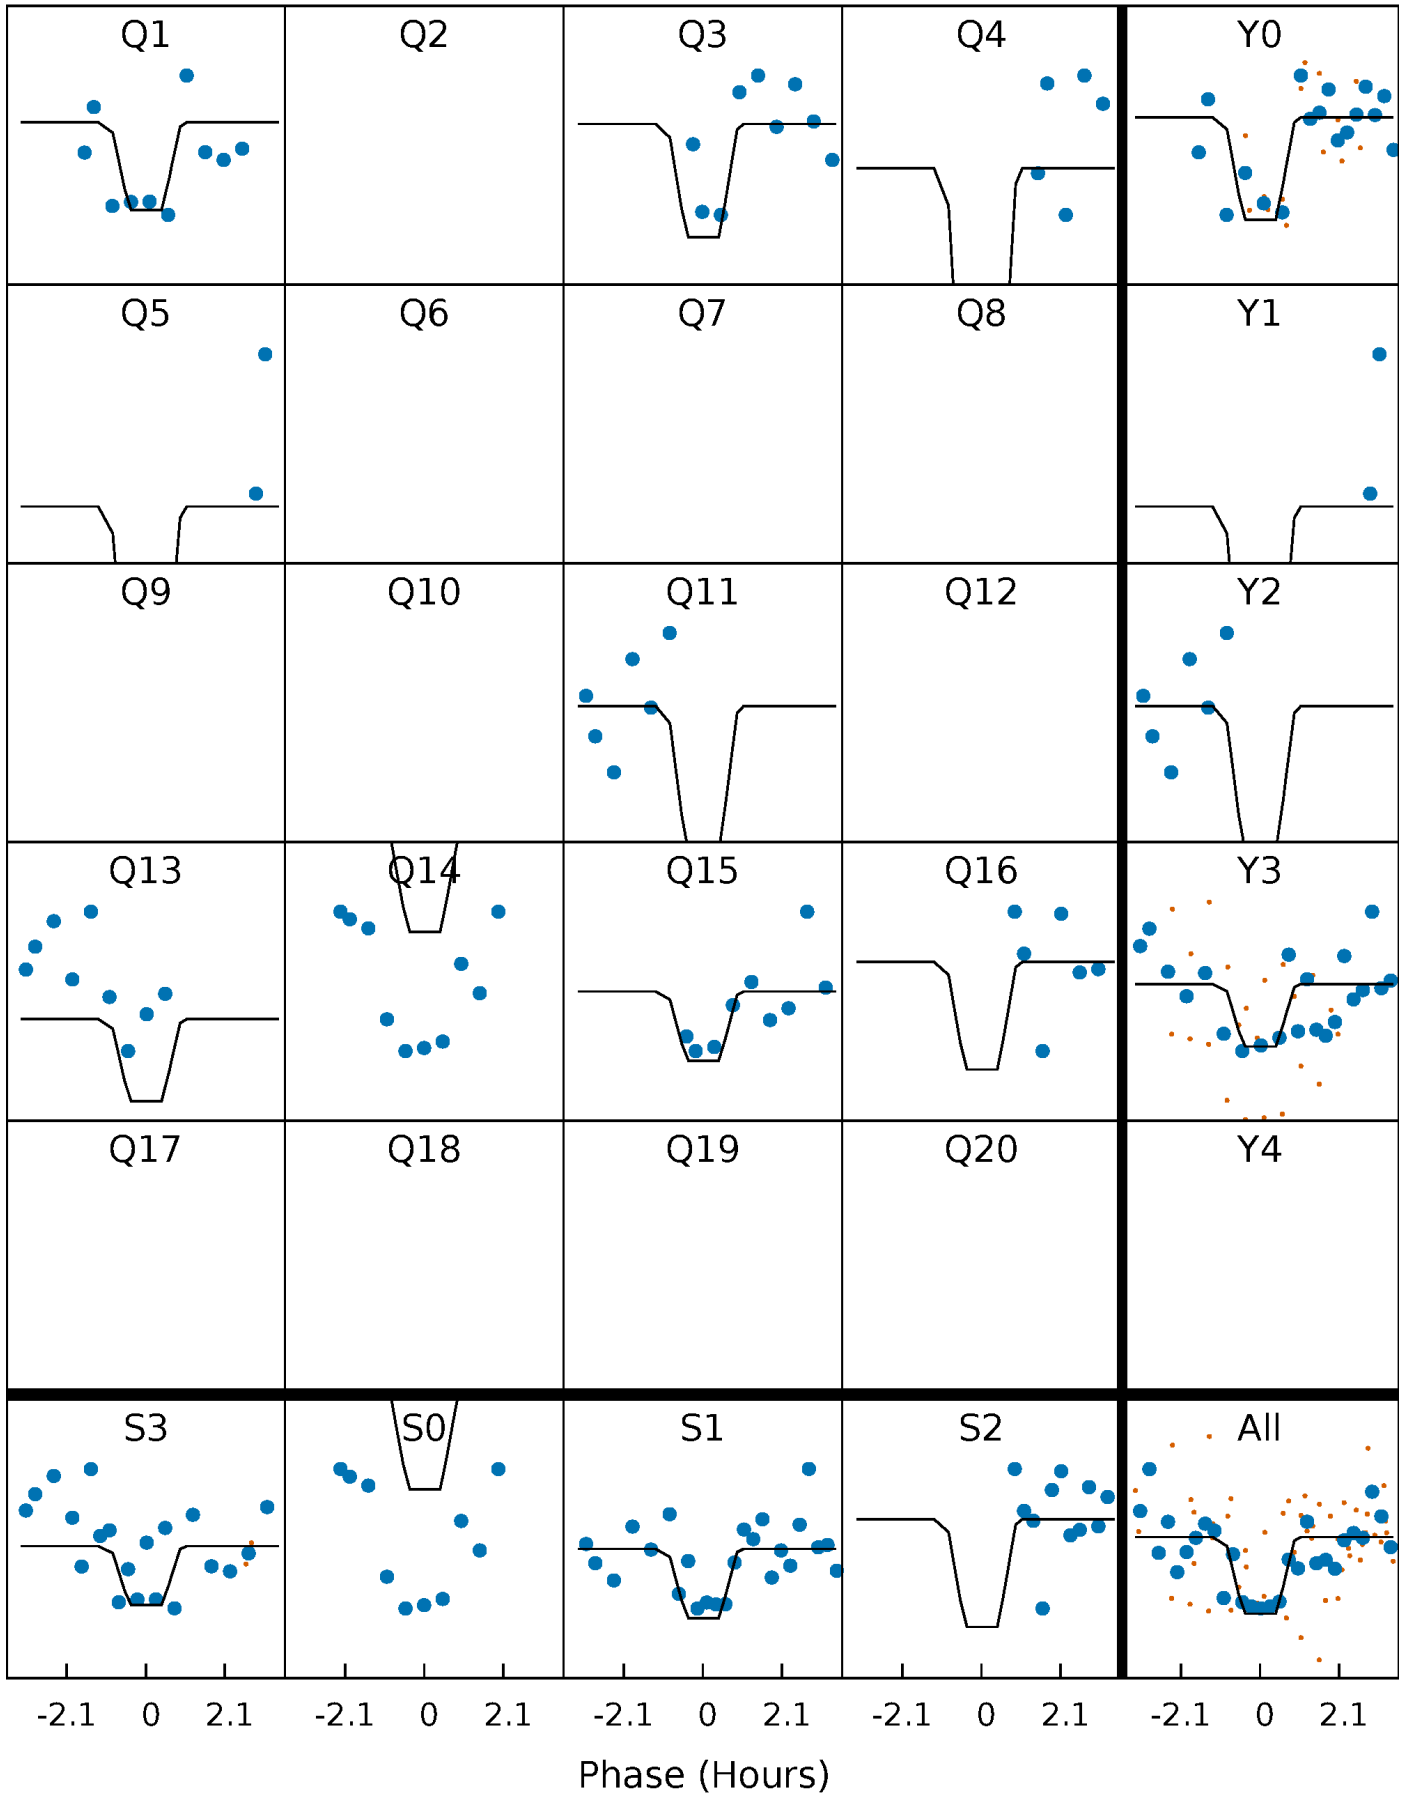 Q1 Q2 Q3 Q4 Y0
Q5 Q6 Q7 Q8 Y1
Q9 Q10 Q11 Q12 Y2
Q13 Q14 Q15 Q16 Y3
Q17 Q18 Q19 Q20 Y4
S3 S0 S1 S2 All
-2.1 0 2.1 -2.1 0 2.1 -2.1 0 2.1 -2.1 0 2.1 -2.1 0 2.1
Phase (Hours)